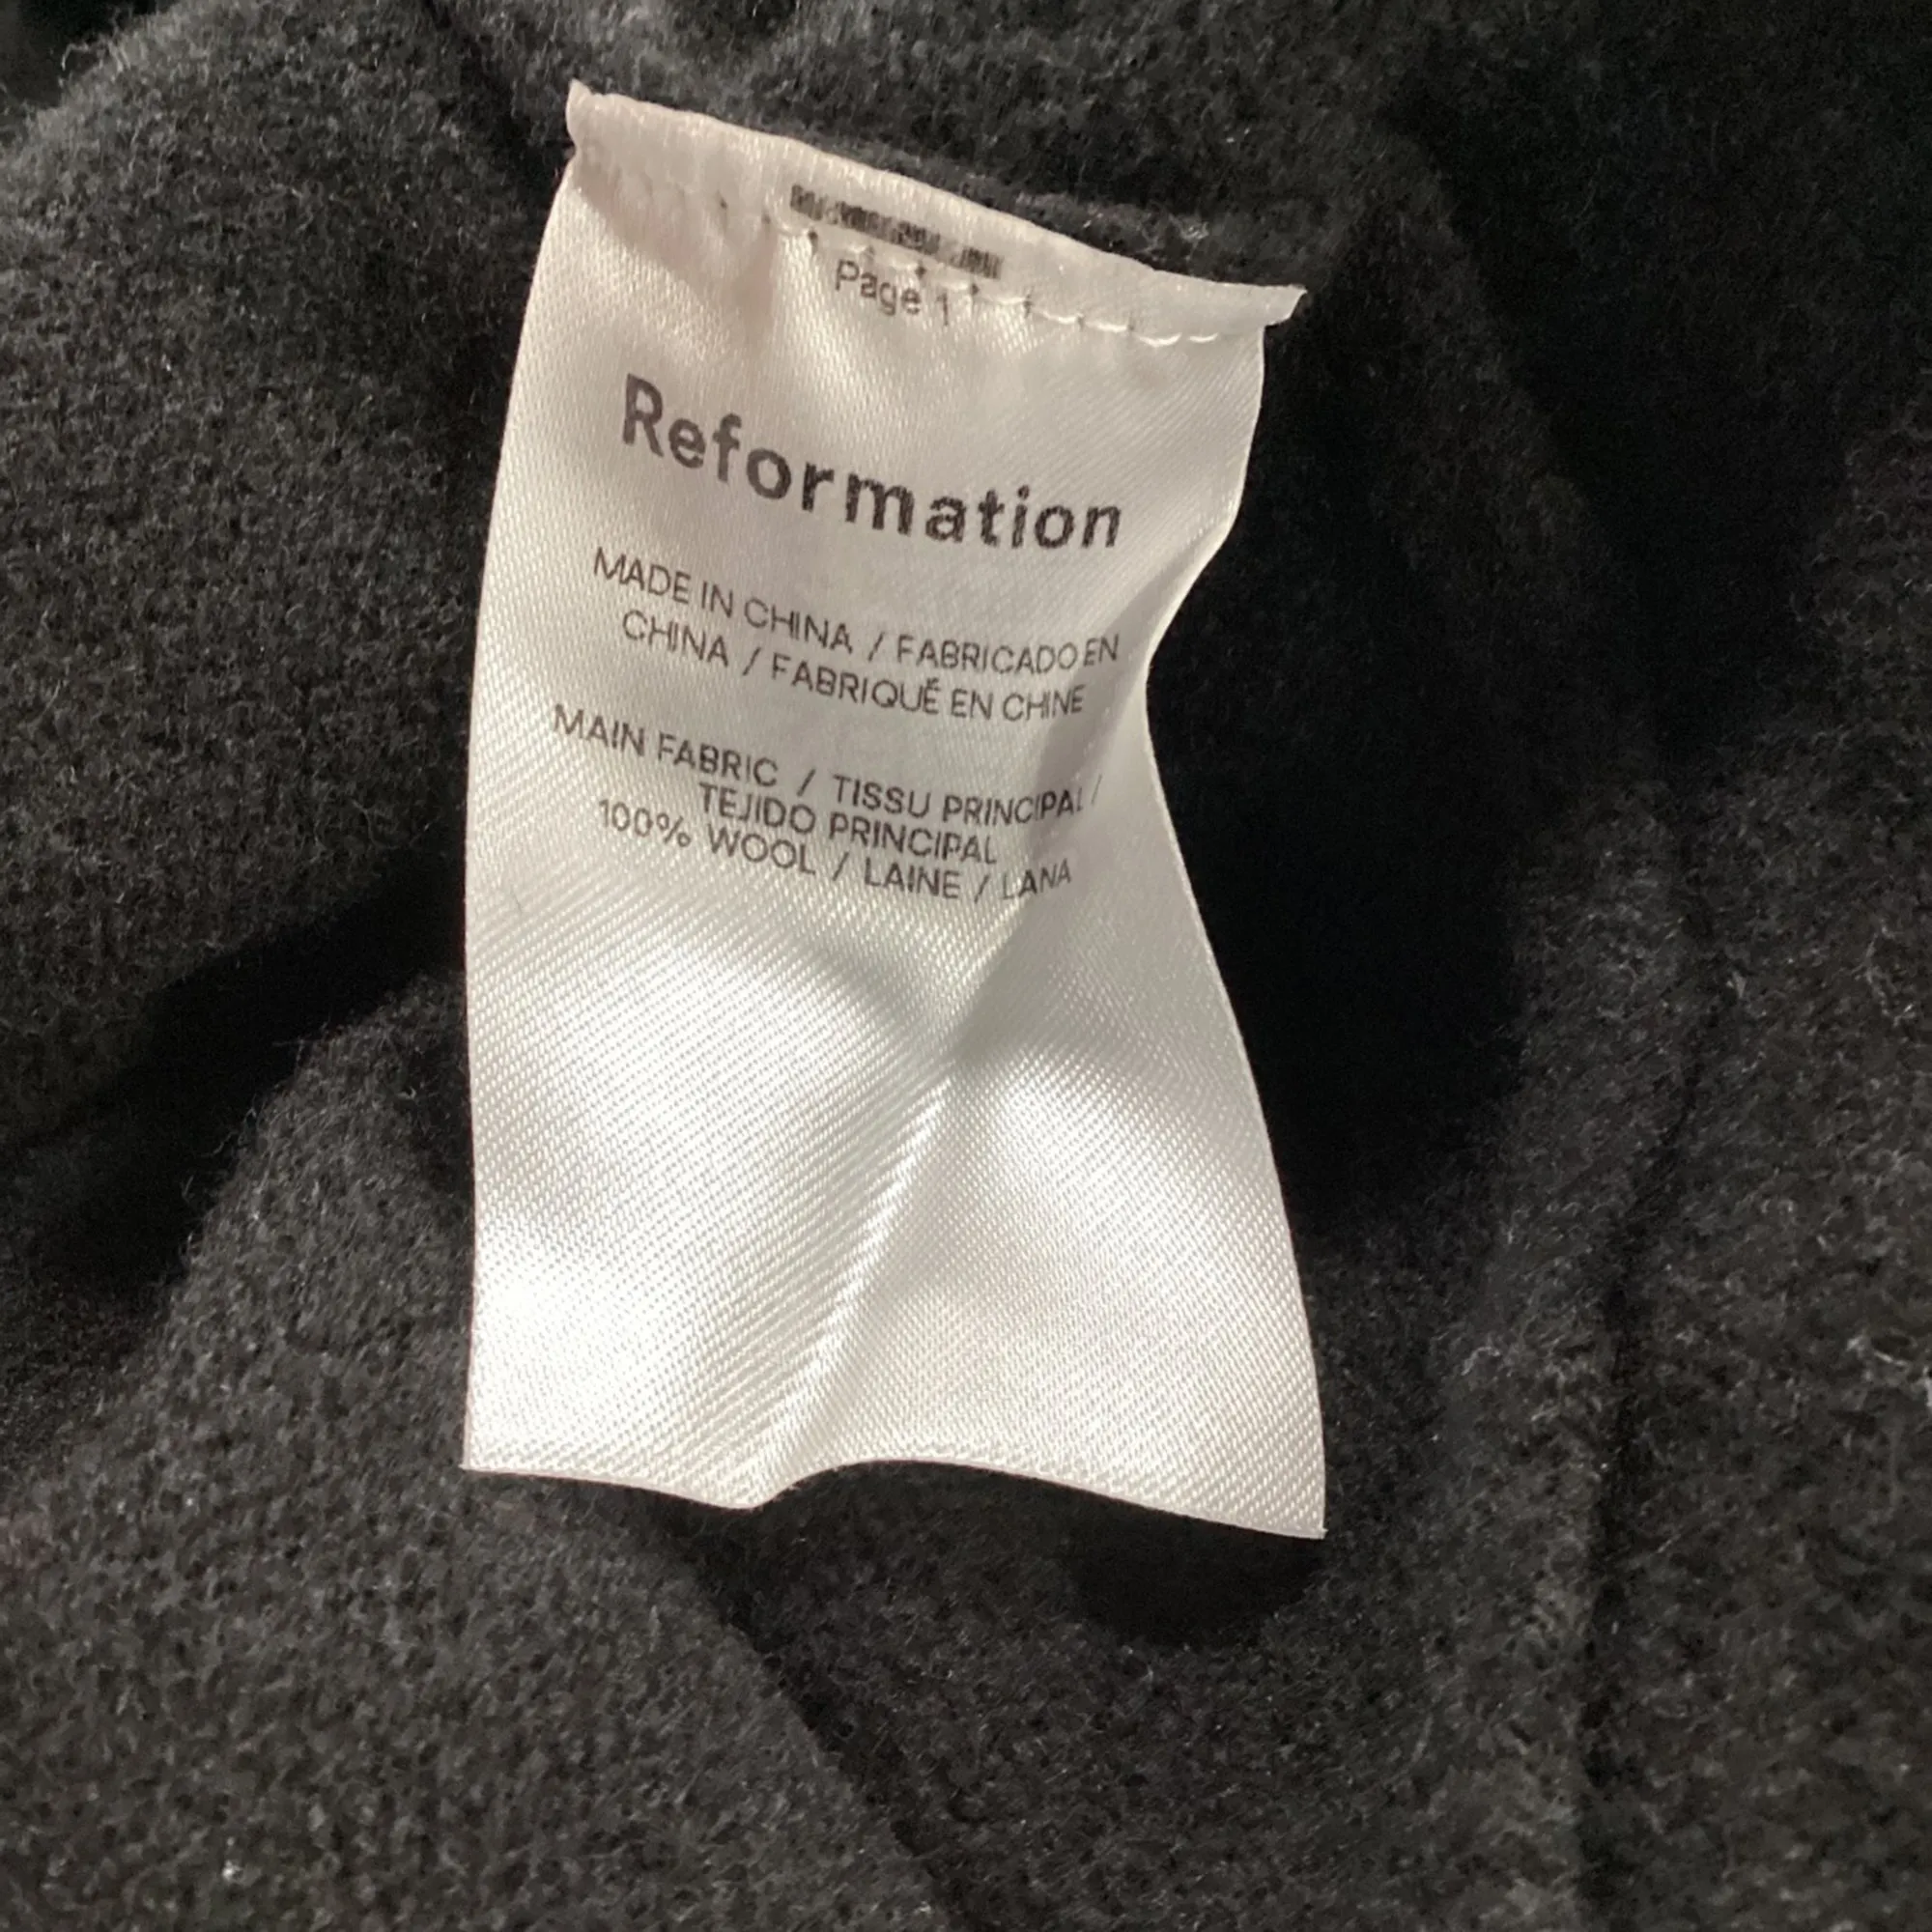 Page 1
Reformation
MADE IN CHINA / FABRICADO EN
CHINA / FABRIQUÉ EN CHINE
MAIN FABRIC / TISSU PRINCIPAL /
TEJIDO PRINCIPAL
100% WOOL / LAINE / LANA